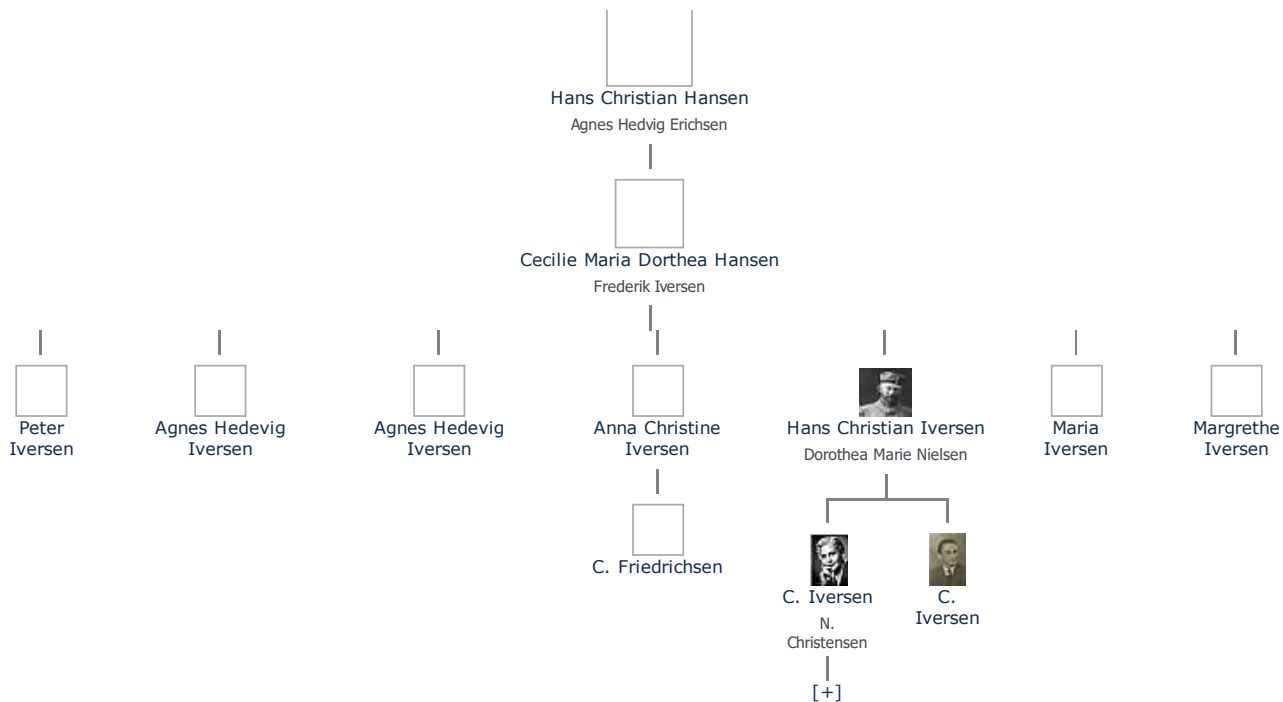 Hans Christian Hansen
Agnes Hedvig Erichsen
Cecilie Maria Dorthea Hansen
Frederik Iversen
Peter
Iversen
Agnes Hedevig
Iversen
Agnes Hedevig
Iversen
Anna Christine
Iversen
Hans Christian Iversen
Dorothea Marie Nielsen
Maria
Iversen
Margrethe
Iversen
C. Friedrichsen
C. Iversen
N.
Christensen
[+]
C.
Iversen